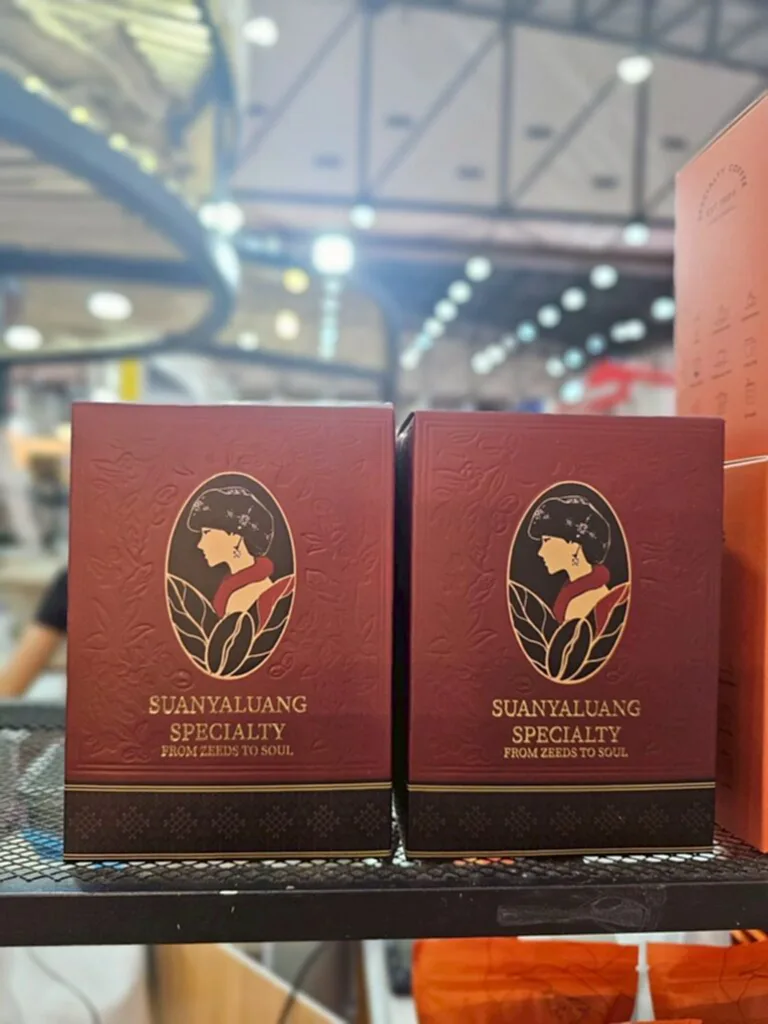 SUANYALUANG
SPECIALTY
FROM ZEEDS TO SOUL
SUANYALUANG
SPECIALTY
FROM ZEEDS TO SOUL